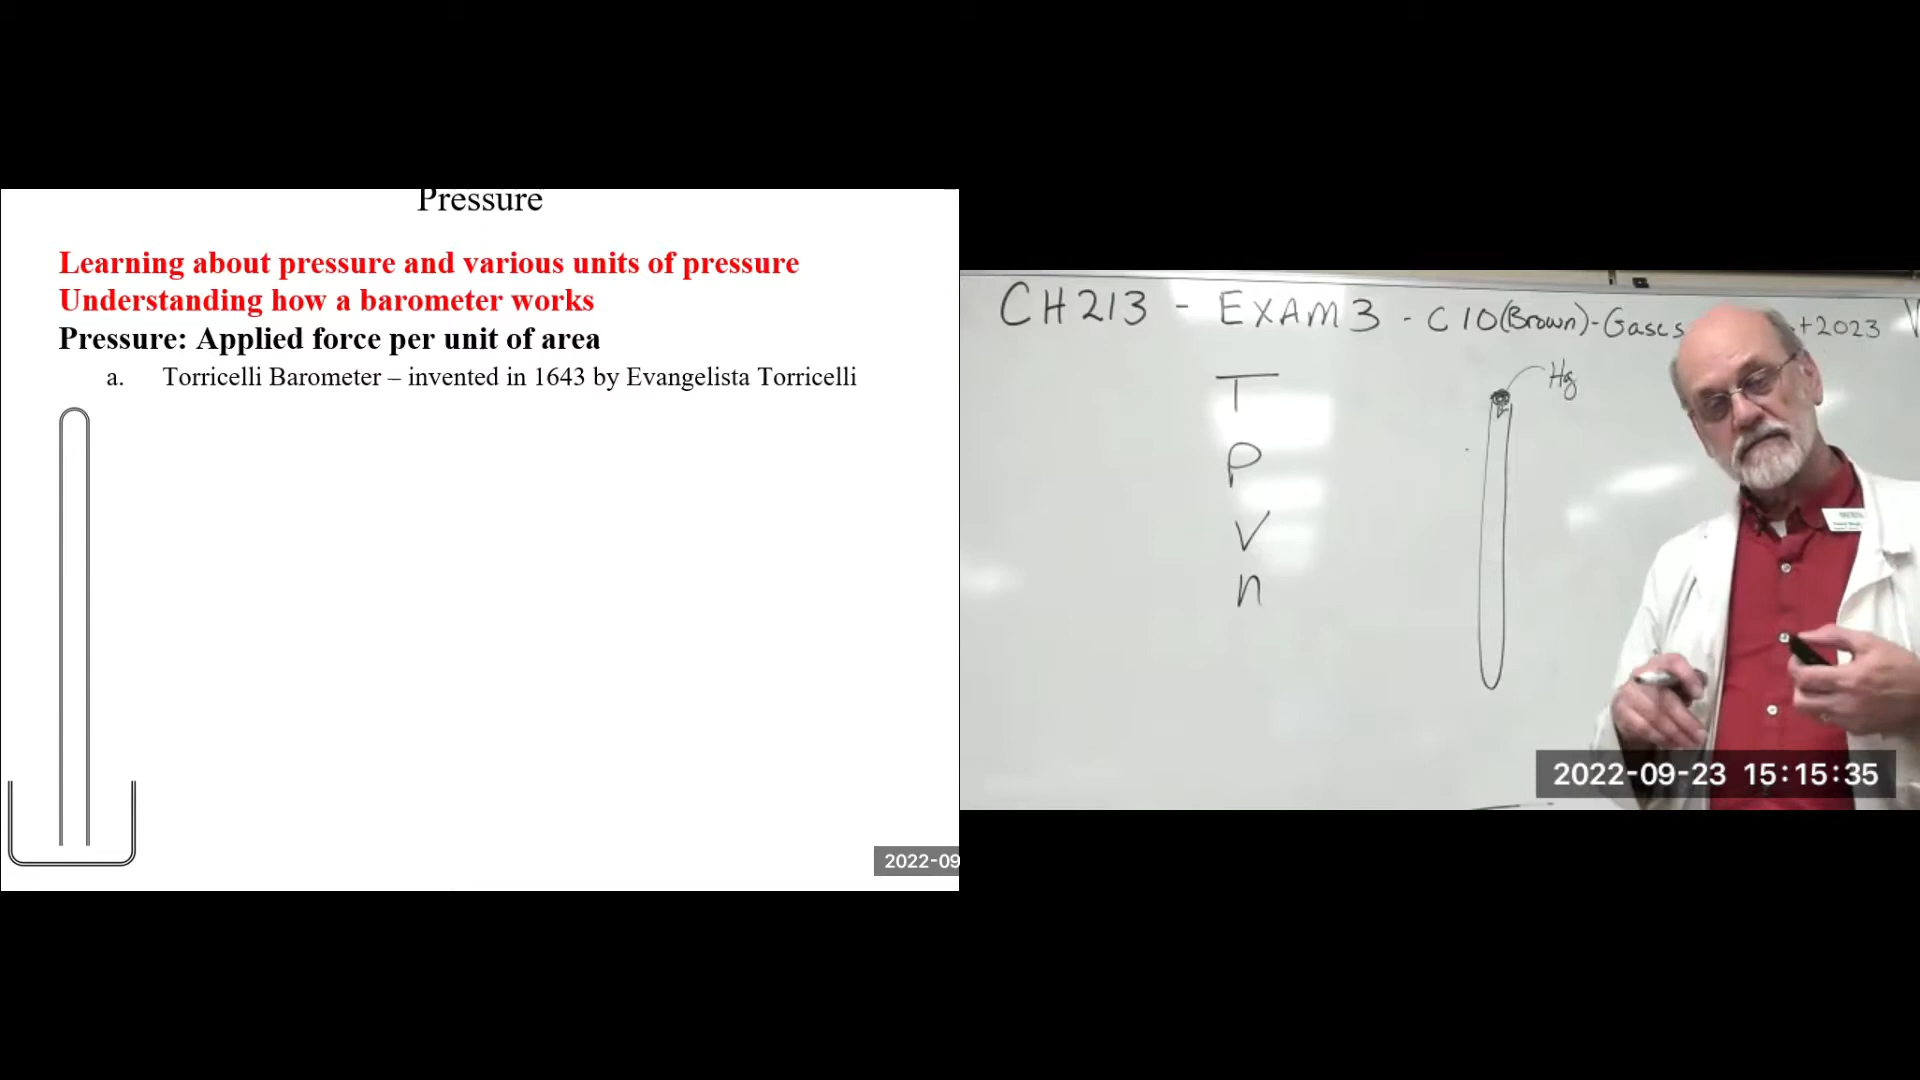 Pressure
Learning about pressure and various units of pressure
Understanding how a barometer works
Pressure: Applied force per unit of area
a. Torricelli Barometer – invented in 1643 by Evangelista Torricelli
2022-09
CH213 - EXAM3 - C10(Brown)-Gases +2023
Hg
T
P
V
n
2022-09-23 15:15:35